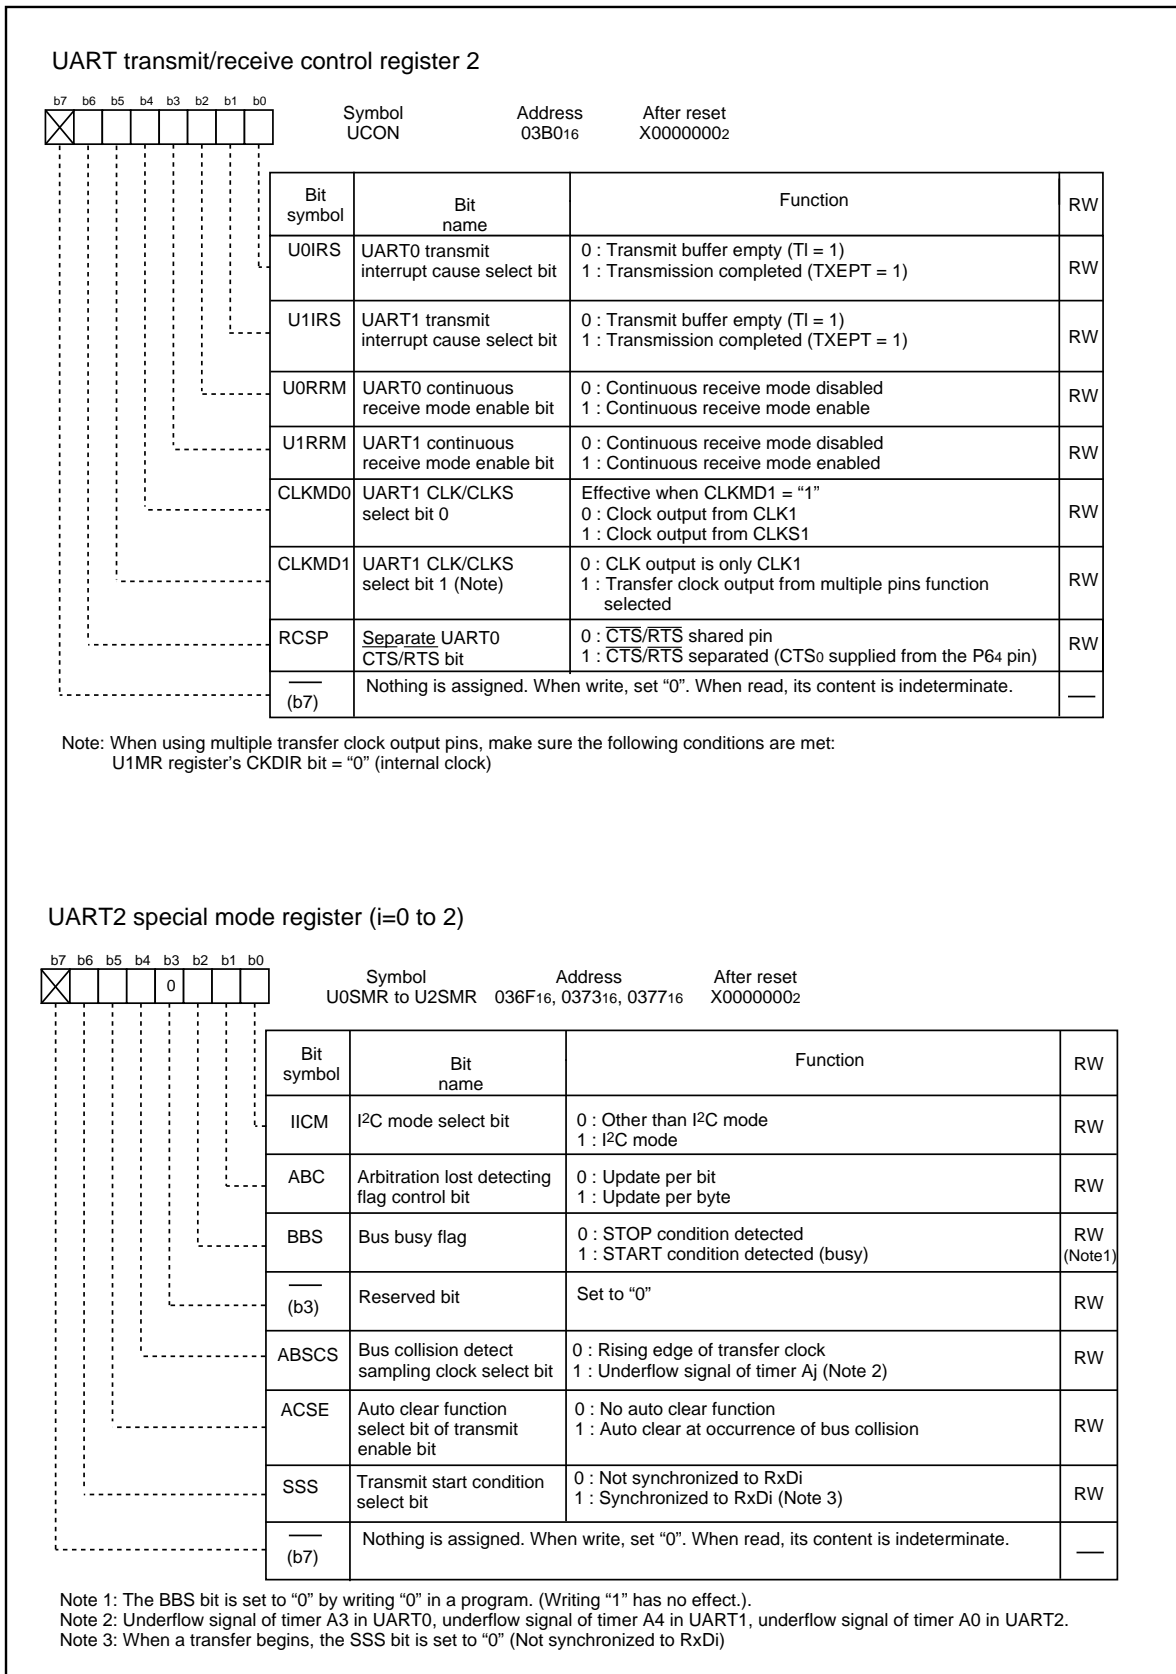 UART transmit/receive control register 2
b7 b6 b5 b4 b3 b2 b1 b0
Symbol Address After reset
UCON 03B016 X00000002
Bit symbol Bit name Function RW
U0IRS UART0 transmit interrupt cause select bit 0 : Transmit buffer empty (Tl = 1)
1 : Transmission completed (TXEPT = 1) RW
U1IRS UART1 transmit interrupt cause select bit 0 : Transmit buffer empty (Tl = 1)
1 : Transmission completed (TXEPT = 1) RW
U0RRM UART0 continuous receive mode enable bit 0 : Continuous receive mode disabled
1 : Continuous receive mode enable RW
U1RRM UART1 continuous receive mode enable bit 0 : Continuous receive mode disabled
1 : Continuous receive mode enabled RW
CLKMD0 UART1 CLK/CLKS select bit 0 Effective when CLKMD1 = “1”
0 : Clock output from CLK1
1 : Clock output from CLKS1 RW
CLKMD1 UART1 CLK/CLKS select bit 1 (Note) 0 : CLK output is only CLK1
1 : Transfer clock output from multiple pins function
selected RW
RCSP Separate UART0 CTS/RTS bit 0 : CTS/RTS shared pin
1 : CTS/RTS separated (CTS0 supplied from the P64 pin) RW
(b7) Nothing is assigned. When write, set “0”. When read, its content is indeterminate.
Note: When using multiple transfer clock output pins, make sure the following conditions are met:
U1MR register's CKDIR bit = “0” (internal clock)
UART2 special mode register (i=0 to 2)
b7 b6 b5 b4 b3 b2 b1 b0
0
Symbol Address After reset
U0SMR to U2SMR 036F16, 037316, 037716 X00000002
Bit symbol Bit name Function RW
IICM I2C mode select bit 0 : Other than I2C mode
1 : I2C mode RW
ABC Arbitration lost detecting flag control bit 0 : Update per bit
1 : Update per byte RW
BBS Bus busy flag 0 : STOP condition detected
1 : START condition detected (busy) RW (Note1)
(b3) Reserved bit Set to “0” RW
ABSCS Bus collision detect sampling clock select bit 0 : Rising edge of transfer clock
1 : Underflow signal of timer Aj (Note 2) RW
ACSE Auto clear function select bit of transmit enable bit 0 : No auto clear function
1 : Auto clear at occurrence of bus collision RW
SSS Transmit start condition select bit 0 : Not synchronized to RxDi
1 : Synchronized to RxDi (Note 3) RW
(b7) Nothing is assigned. When write, set “0”. When read, its content is indeterminate.
Note 1: The BBS bit is set to “0” by writing “0” in a program. (Writing “1” has no effect.).
Note 2: Underflow signal of timer A3 in UART0, underflow signal of timer A4 in UART1, underflow signal of timer A0 in UART2.
Note 3: When a transfer begins, the SSS bit is set to “0” (Not synchronized to RxDi)